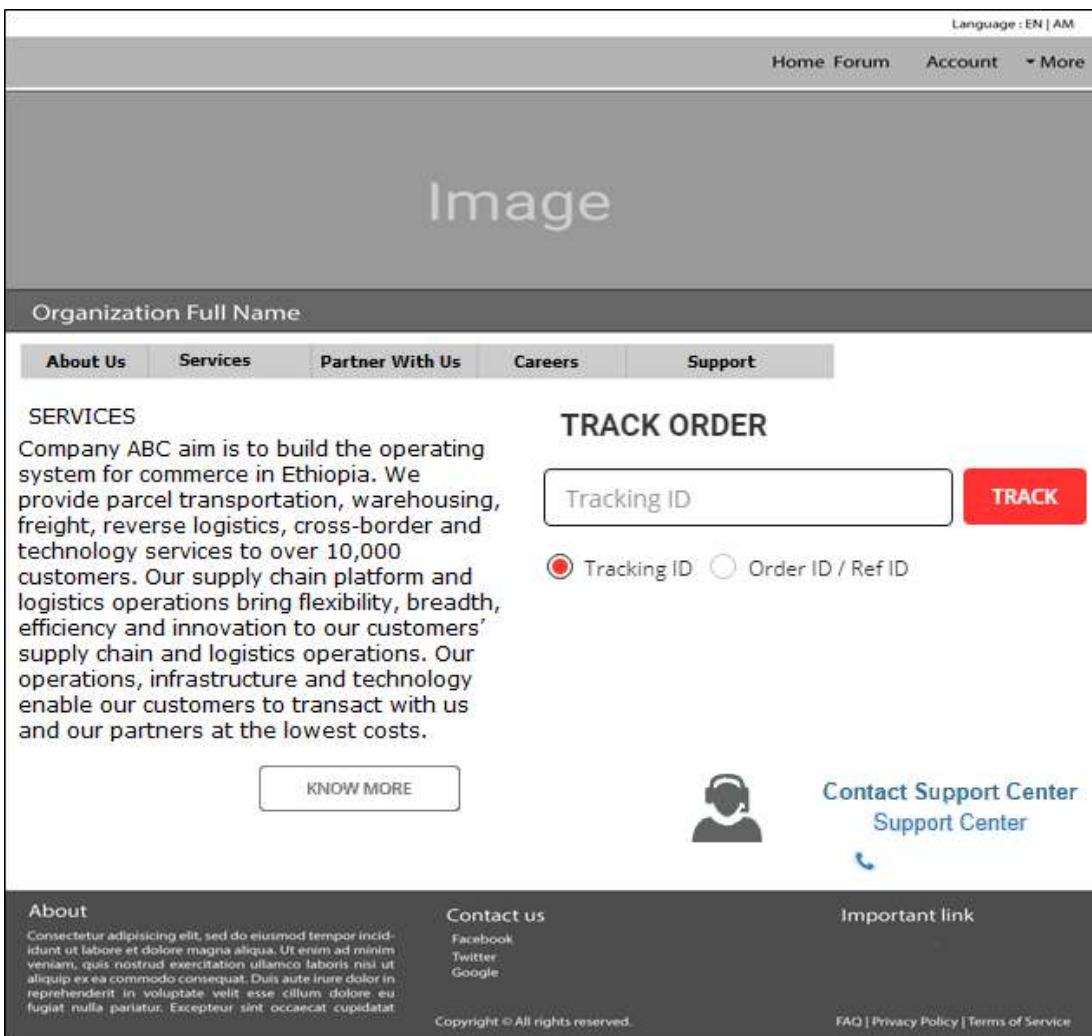 Language : EN | AM
Home Forum Account More
Image
Organization Full Name
About Us Services Partner With Us Careers Support
SERVICES
Company ABC aim is to build the operating
system for commerce in Ethiopia. We
provide parcel transportation, warehousing,
freight, reverse logistics, cross-border and
technology services to over 10,000
customers. Our supply chain platform and
logistics operations bring flexibility, breadth,
efficiency and innovation to our customers’
supply chain and logistics operations. Our
operations, infrastructure and technology
enable our customers to transact with us
and our partners at the lowest costs.
KNOW MORE
TRACK ORDER
Tracking ID
TRACK
Tracking ID Order ID / Ref ID
Contact Support Center
Support Center
About
Consectetur adipisicing elit, sed do eiusmod tempor incid-
idunt ut labore et dolore magna aliqua. Ut enim ad minim
veniam, quis nostrud exercitation ullamco laboris nisi ut
aliquip ex ea commodo consequat. Duis aute irure dolor in
reprehenderit in voluptate velit esse cillum dolore eu
fugiat nulla pariatur. Excepteur sint occaecat cupidatat
Contact us
Facebook
Twitter
Google
Copyright © All rights reserved.
Important link
FAQ | Privacy Policy | Terms of Service